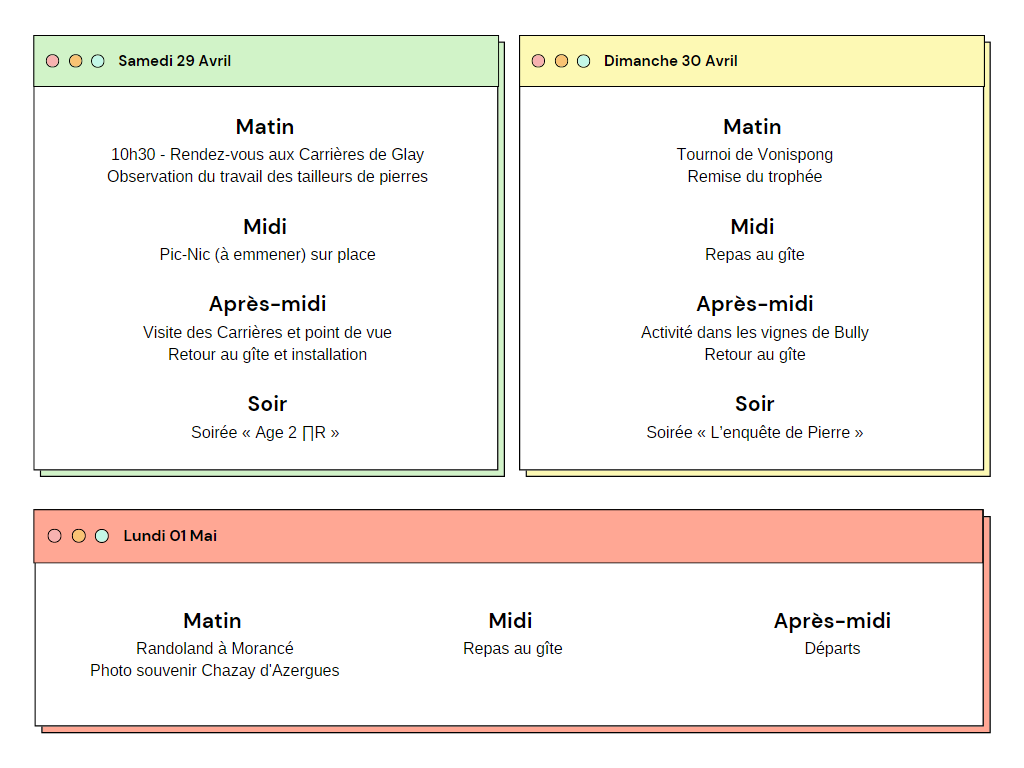 Samedi 29 Avril
Matin
10h30 - Rendez-vous aux Carrières de Glay
Observation du travail des tailleurs de pierres
Midi
Pic-Nic (à emmener) sur place
Après-midi
Visite des Carrières et point de vue
Retour au gîte et installation
Soir
Soirée « Age 2 ∏R »
Dimanche 30 Avril
Matin
Tournoi de Vonispong
Remise du trophée
Midi
Repas au gîte
Après-midi
Activité dans les vignes de Bully
Retour au gîte
Soir
Soirée « L'enquête de Pierre »
Lundi 01 Mai
Matin
Randoland à Morancé
Photo souvenir Chazay d'Azergues
Midi
Repas au gîte
Après-midi
Départs